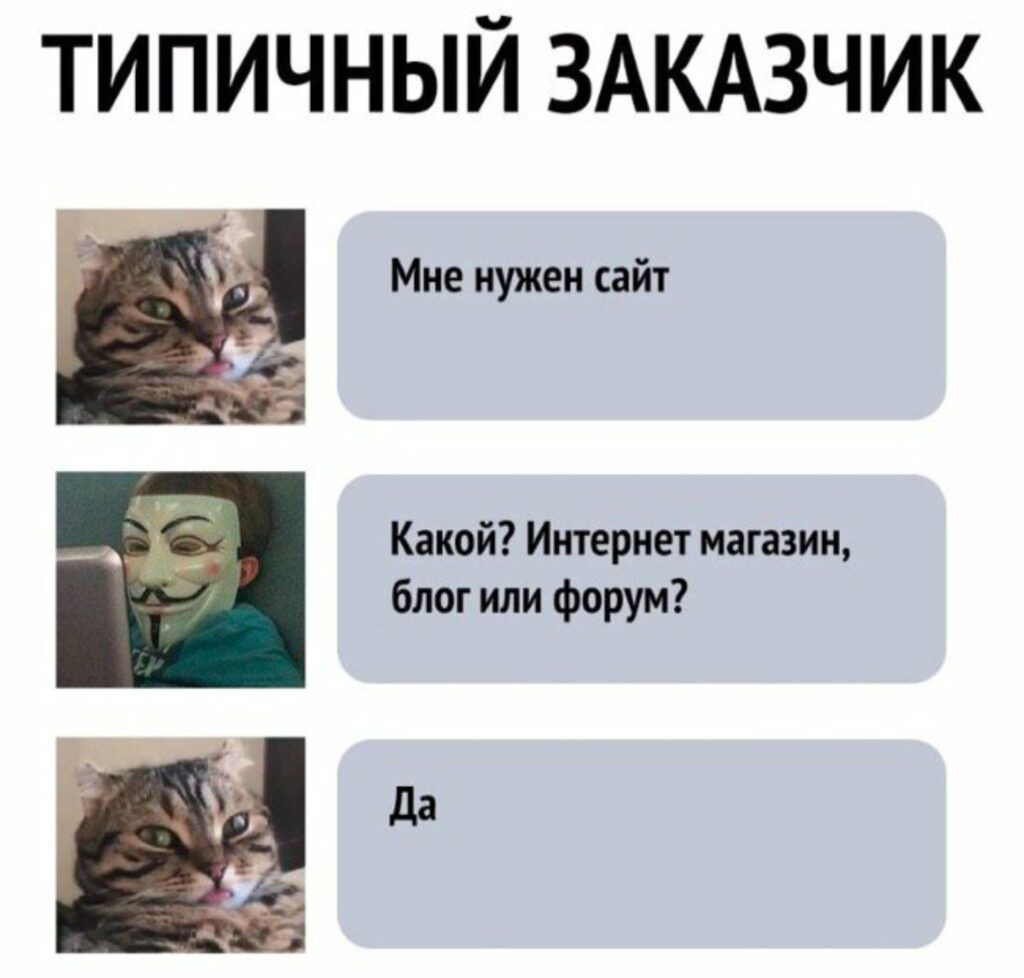 ТИПИЧНЫЙ ЗАКАЗЧИК
Мне нужен сайт
Какой? Интернет магазин,
блог или форум?
Да